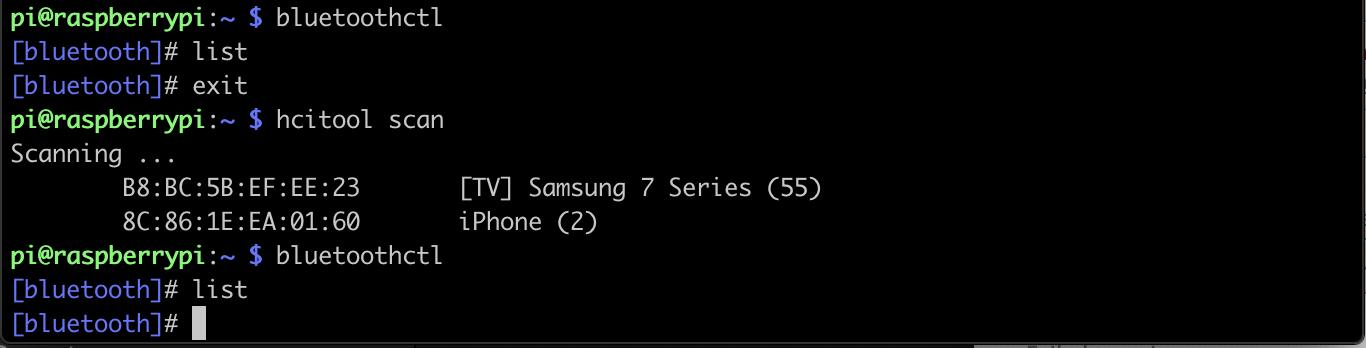 pi@raspberrypi:~ $ bluetoothctl
[bluetooth]# list
[bluetooth]# exit
pi@raspberrypi:~ $ hcitool scan
Scanning ...
B8:BC:5B:EF:EE:23 [TV] Samsung 7 Series (55)
8C:86:1E:EA:01:60 iPhone (2)
pi@raspberrypi:~ $ bluetoothctl
[bluetooth]# list
[bluetooth]#